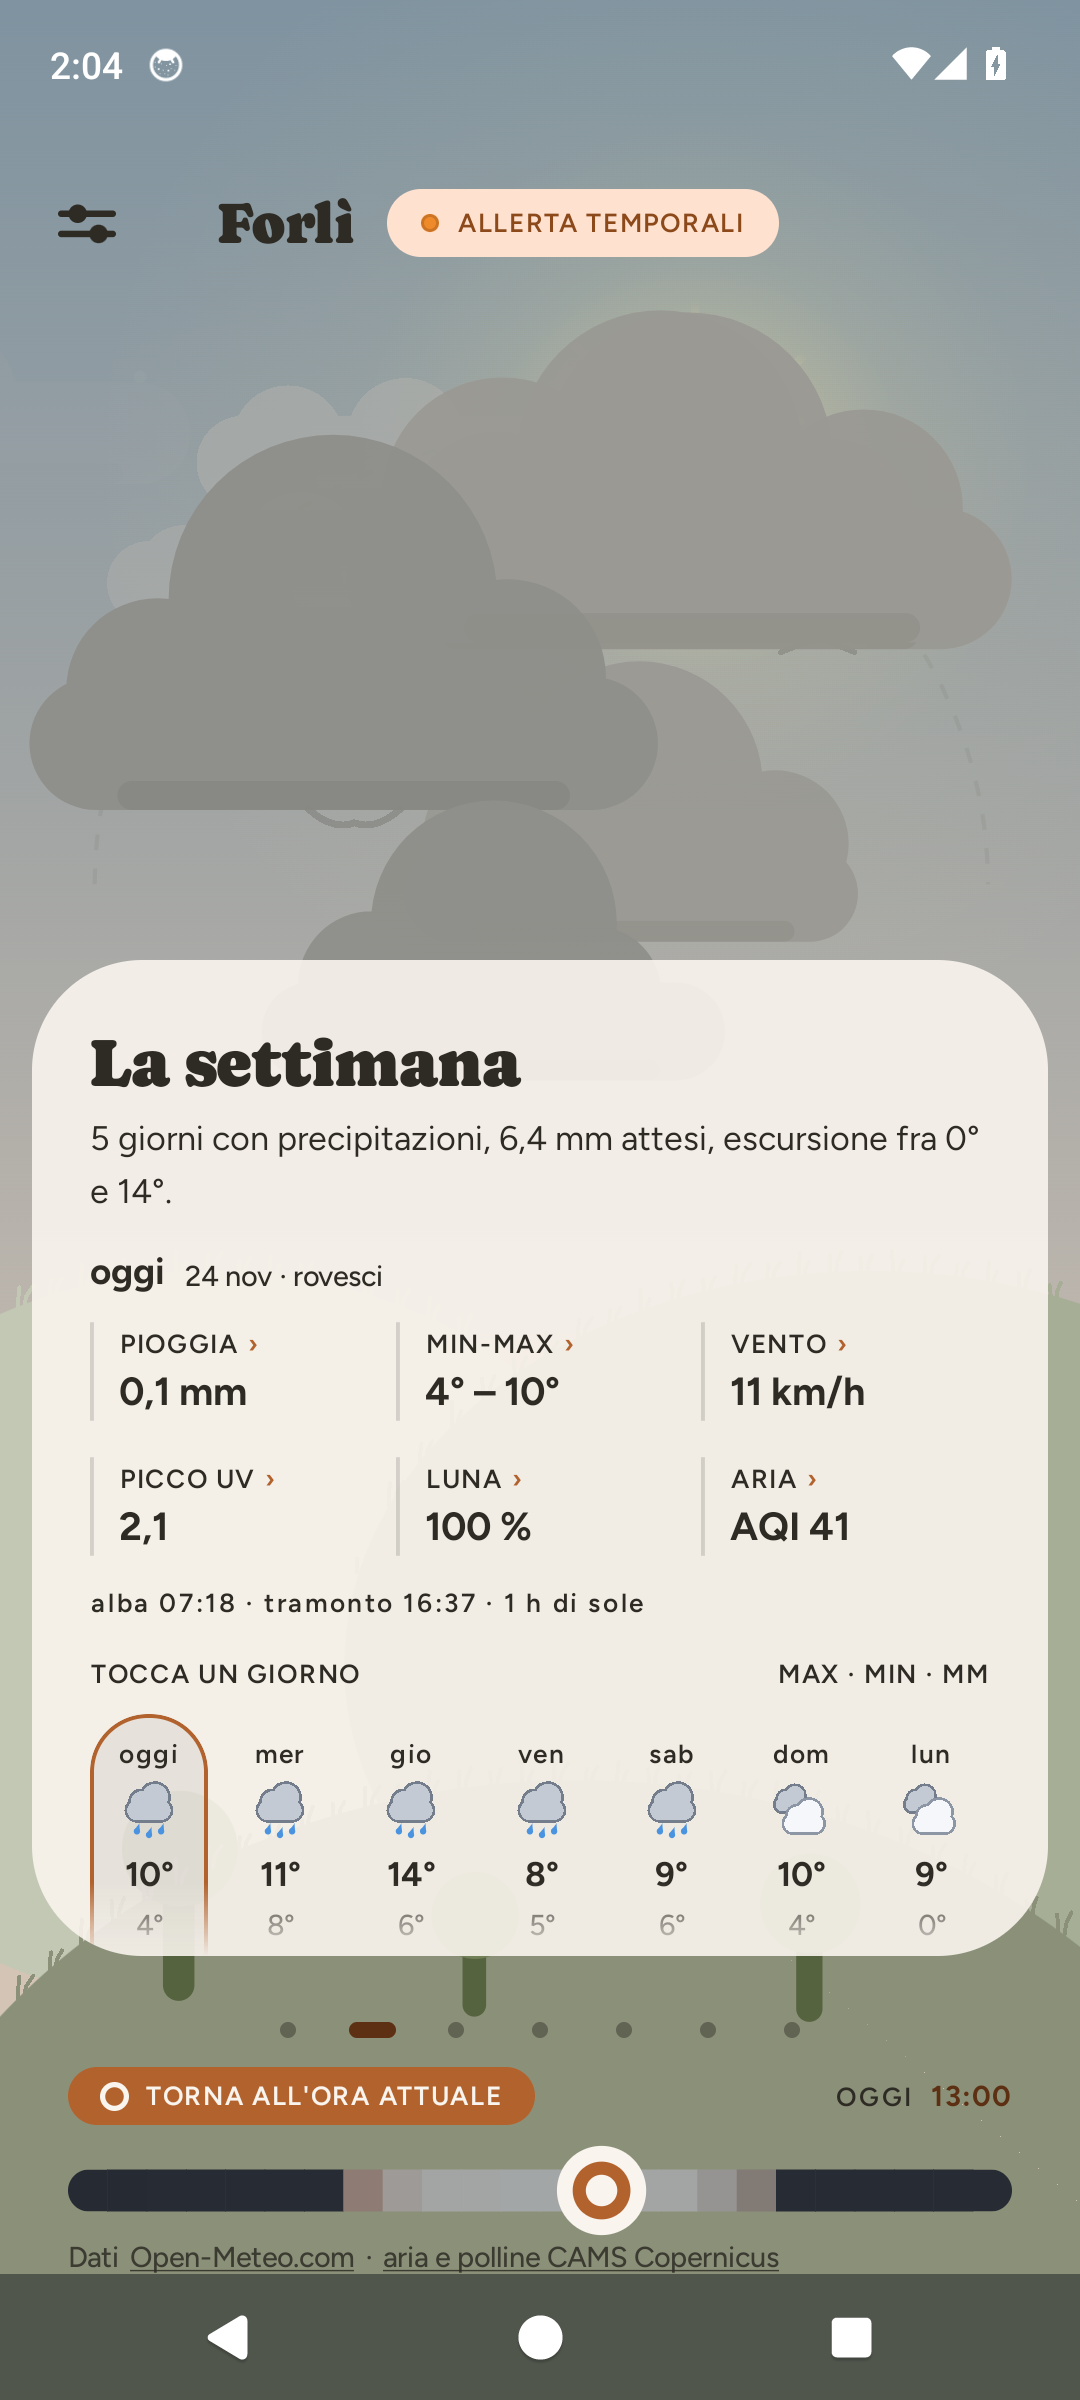 2:04
Forlì
ALLERTA TEMPORALI
La settimana
5 giorni con precipitazioni, 6,4 mm attesi, escursione fra 0°
e 14°.
oggi 24 nov · rovesci
PIOGGIA › MIN-MAX › VENTO ›
0,1 mm 4° – 10° 11 km/h
PICCO UV › LUNA › ARIA ›
2,1 100 % AQI 41
alba 07:18 · tramonto 16:37 · 1 h di sole
TOCCA UN GIORNO MAX · MIN · MM
oggi mer gio ven sab dom lun
10° 11° 14° 8° 9° 10° 9°
4° 8° 6° 5° 6° 4° 0°
TORNA ALL'ORA ATTUALE OGGI 13:00
Dati Open-Meteo.com · aria e polline CAMS Copernicus